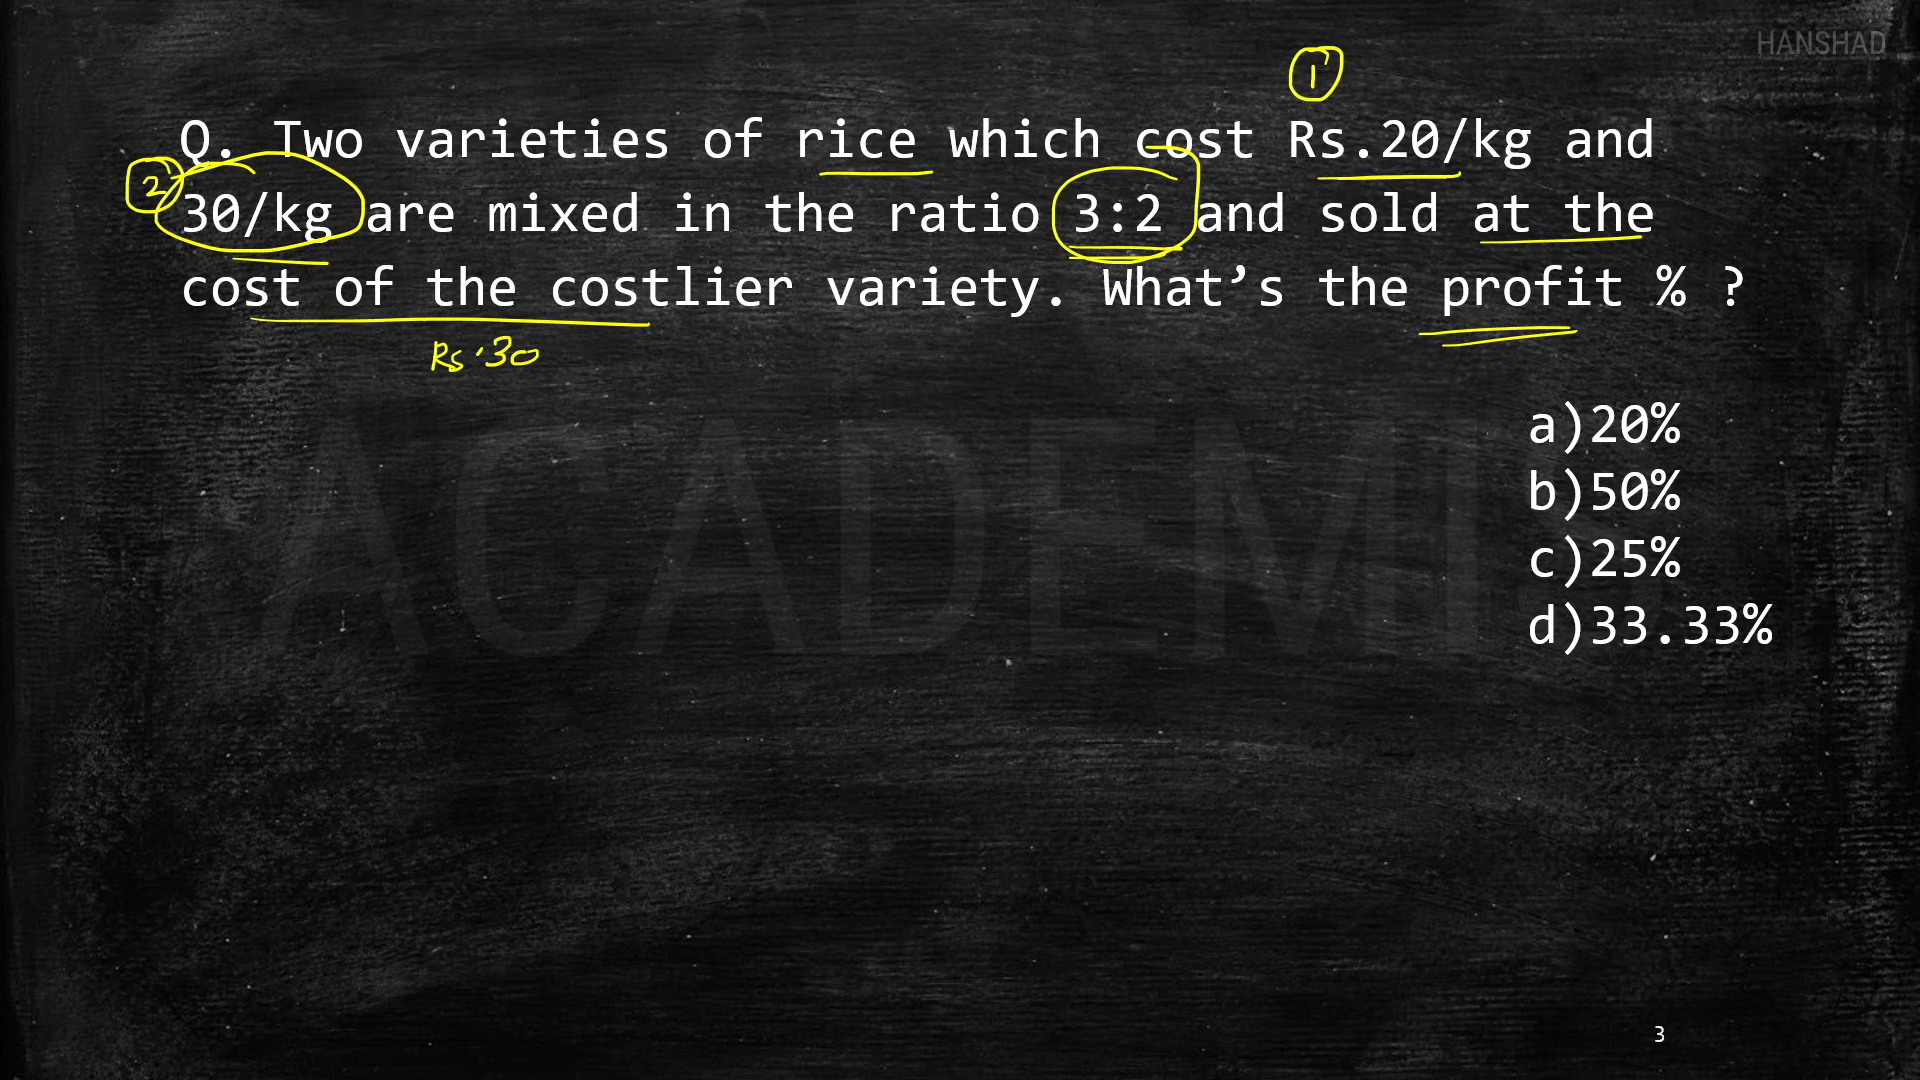 HANSHAD
1
Q. Two varieties of rice which cost Rs.20/kg and
2
30/kg are mixed in the ratio 3:2 and sold at the
cost of the costlier variety. What’s the profit % ?
Rs.30
ACADEMI
a)20%
b)50%
c)25%
d)33.33%
3